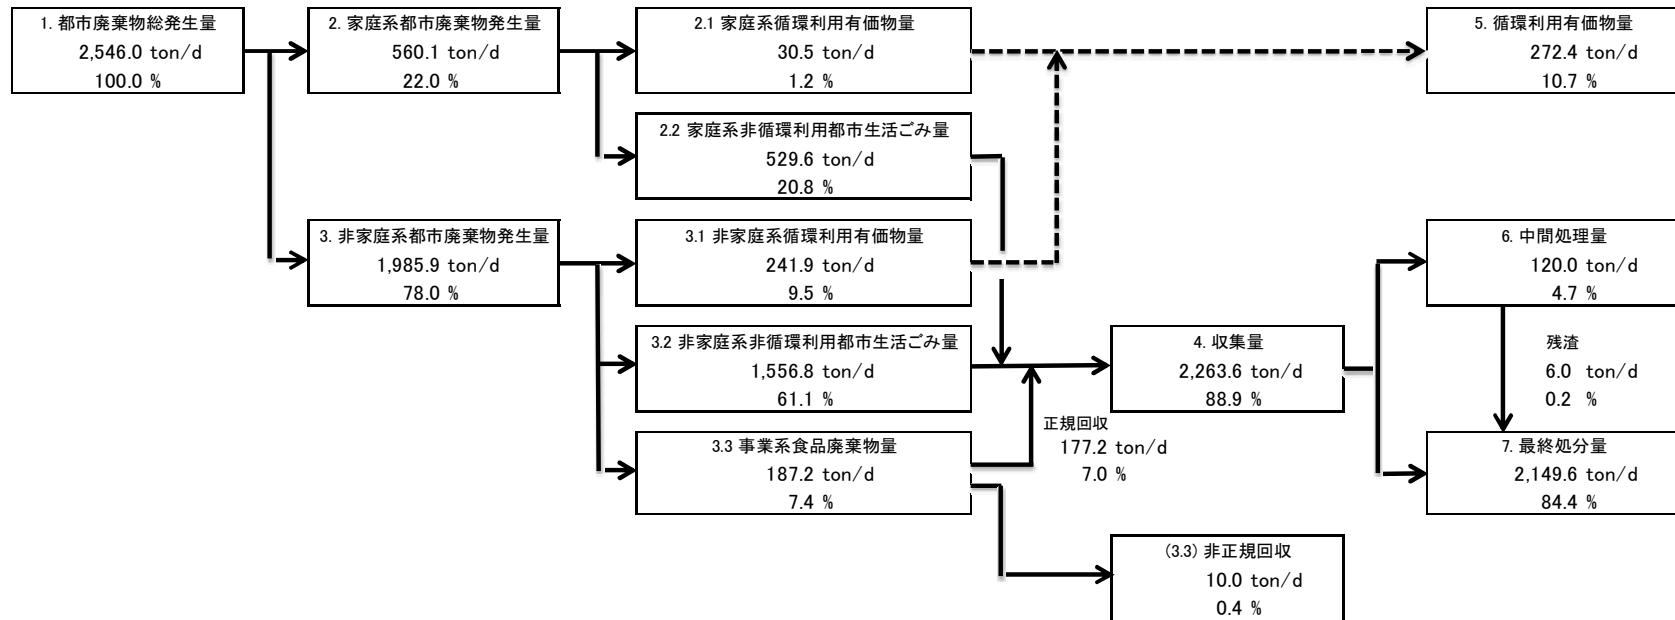 1. 都市廃棄物総発生量
2,546.0 ton/d
100.0 %
2. 家庭系都市廃棄物発生量
560.1 ton/d
22.0 %
2.1 家庭系循環利用有価物量
30.5 ton/d
1.2 %
5. 循環利用有価物量
272.4 ton/d
10.7 %
2.2 家庭系非循環利用都市生活ごみ量
529.6 ton/d
20.8 %
3. 非家庭系都市廃棄物発生量
1,985.9 ton/d
78.0 %
3.1 非家庭系循環利用有価物量
241.9 ton/d
9.5 %
6. 中間処理量
120.0 ton/d
4.7 %
3.2 非家庭系非循環利用都市生活ごみ量
1,556.8 ton/d
61.1 %
4. 収集量
2,263.6 ton/d
88.9 %
残渣
6.0 ton/d
0.2 %
正規回収
177.2 ton/d
7.0 %
3.3 事業系食品廃棄物量
187.2 ton/d
7.4 %
7. 最終処分量
2,149.6 ton/d
84.4 %
(3.3) 非正規回収
10.0 ton/d
0.4 %